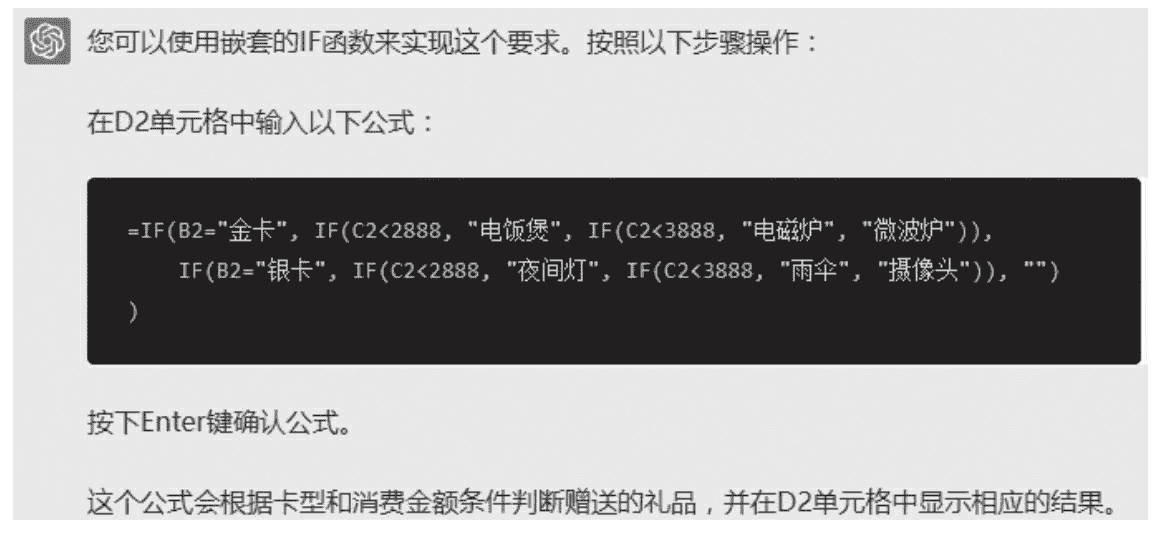 您可以使用嵌套的IF函数来实现这个要求。按照以下步骤操作：
在D2单元格中输入以下公式：
=IF(B2="金卡", IF(C2<2888, "电饭煲", IF(C2<3888, "电磁炉", "微波炉")),
IF(B2="银卡", IF(C2<2888, "夜间灯", IF(C2<3888, "雨伞", "摄像头")), "")
)
按下Enter键确认公式。
这个公式会根据卡型和消费金额条件判断赠送的礼品，并在D2单元格中显示相应的结果。